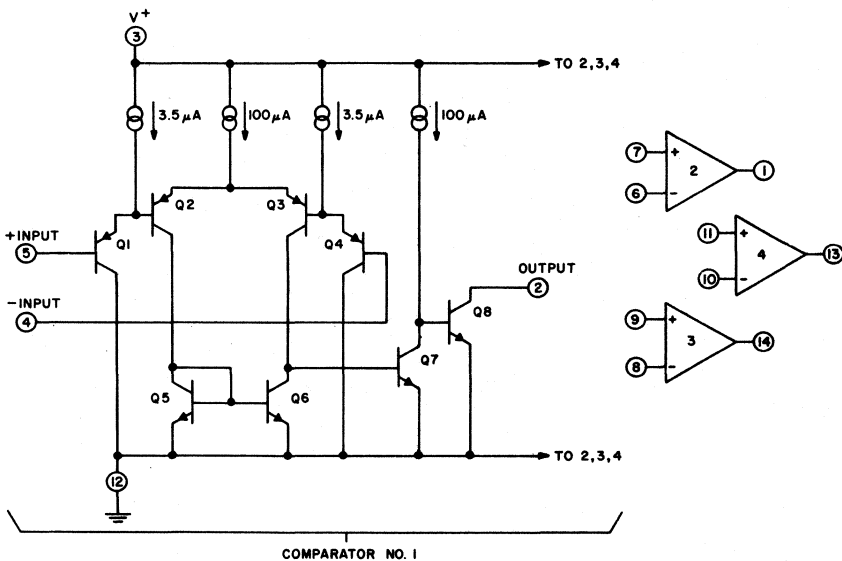 V+
3
TO 2,3,4
3.5μA
100μA
3.5μA
100μA
7
+
2
1
6
−
Q2
Q3
Q1
Q4
+INPUT
5
11
+
4
13
10
−
OUTPUT
2
−INPUT
4
Q8
9
+
3
14
8
−
Q7
Q5
Q6
TO 2,3,4
12
COMPARATOR NO. 1